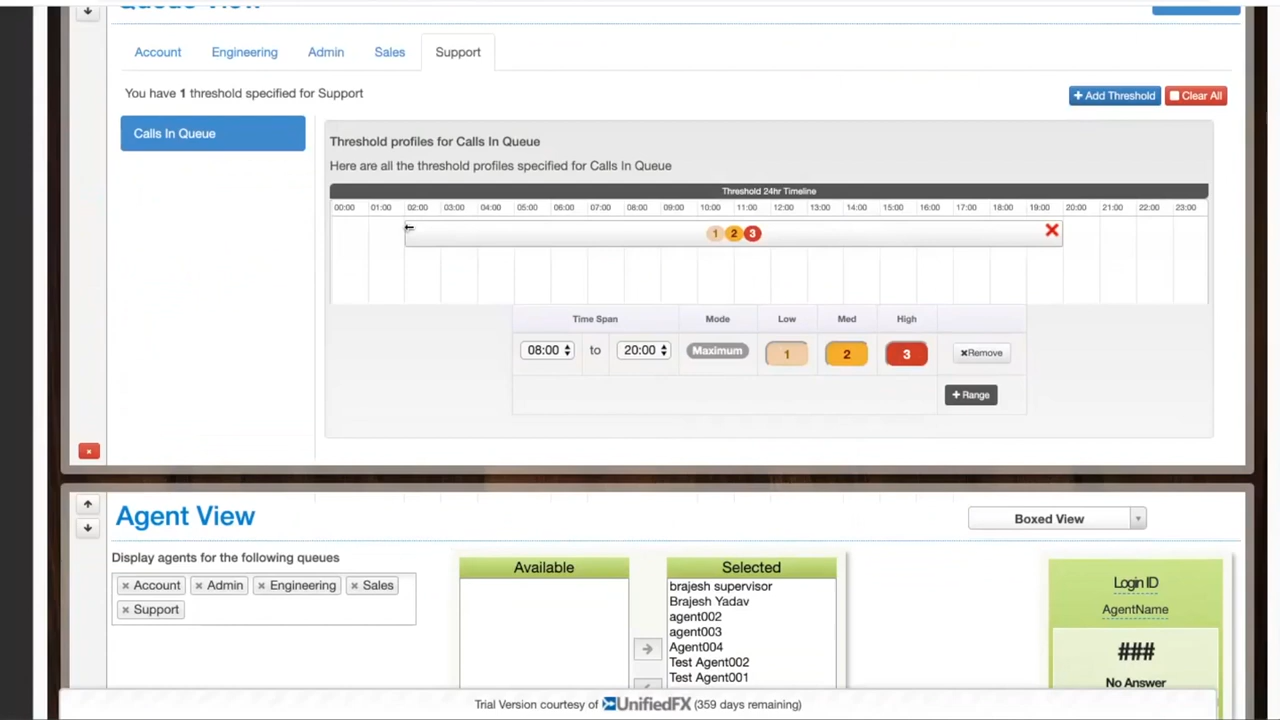 Queue View
Account Engineering Admin Sales Support
You have 1 threshold specified for Support
+ Add Threshold Clear All
Calls In Queue
Threshold profiles for Calls In Queue
Here are all the threshold profiles specified for Calls In Queue
Threshold 24hr Timeline
00:00 01:00 02:00 03:00 04:00 05:00 06:00 07:00 08:00 09:00 10:00 11:00 12:00 13:00 14:00 15:00 16:00 17:00 18:00 19:00 20:00 21:00 22:00 23:00
1 2 3
Time Span Mode Low Med High
08:00 to 20:00 Maximum 1 2 3 ×Remove
+ Range
Agent View
Boxed View
Display agents for the following queues
× Account × Admin × Engineering × Sales
× Support
Available
Selected
brajesh supervisor
Brajesh Yadav
agent002
agent003
Agent004
Test Agent002
Test Agent001
Login ID
AgentName
###
No Answer
Trial Version courtesy of UnifiedFX (359 days remaining)